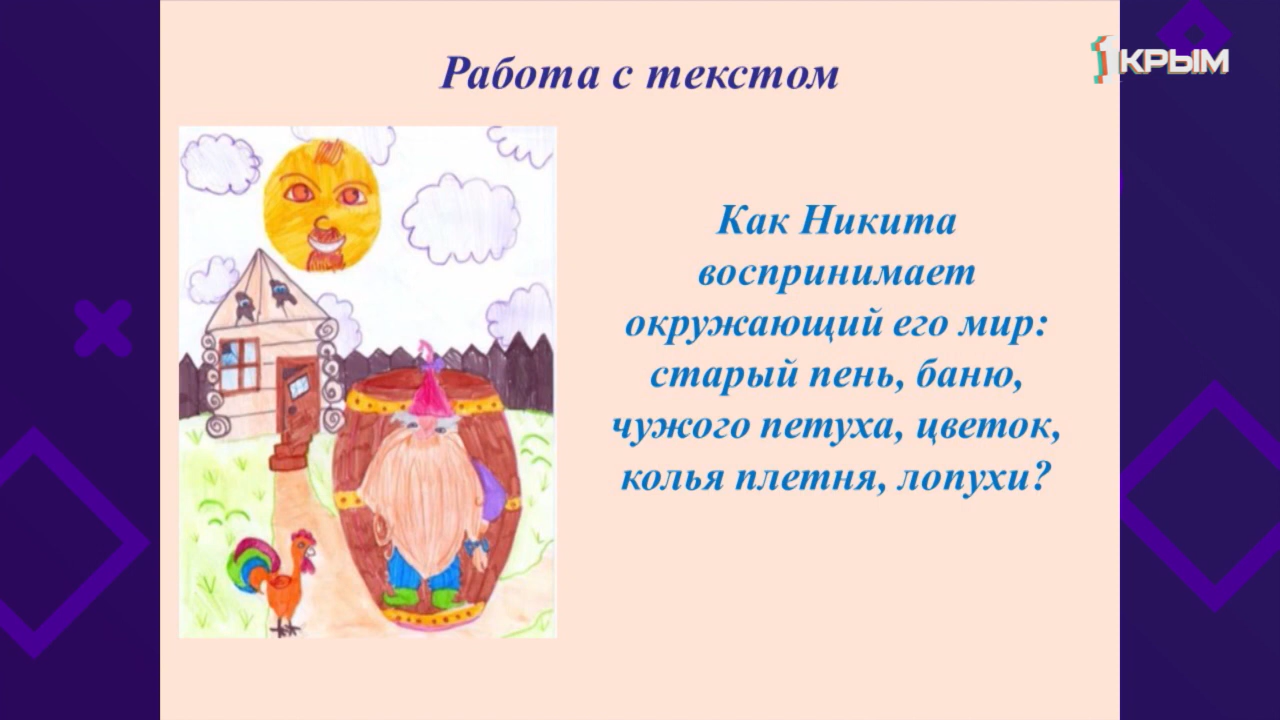 Работа с текстом
1КРЫМ
Как Никита
воспринимает
окружающий его мир:
старый пень, баню,
чужого петуха, цветок,
колья плетня, лопухи?